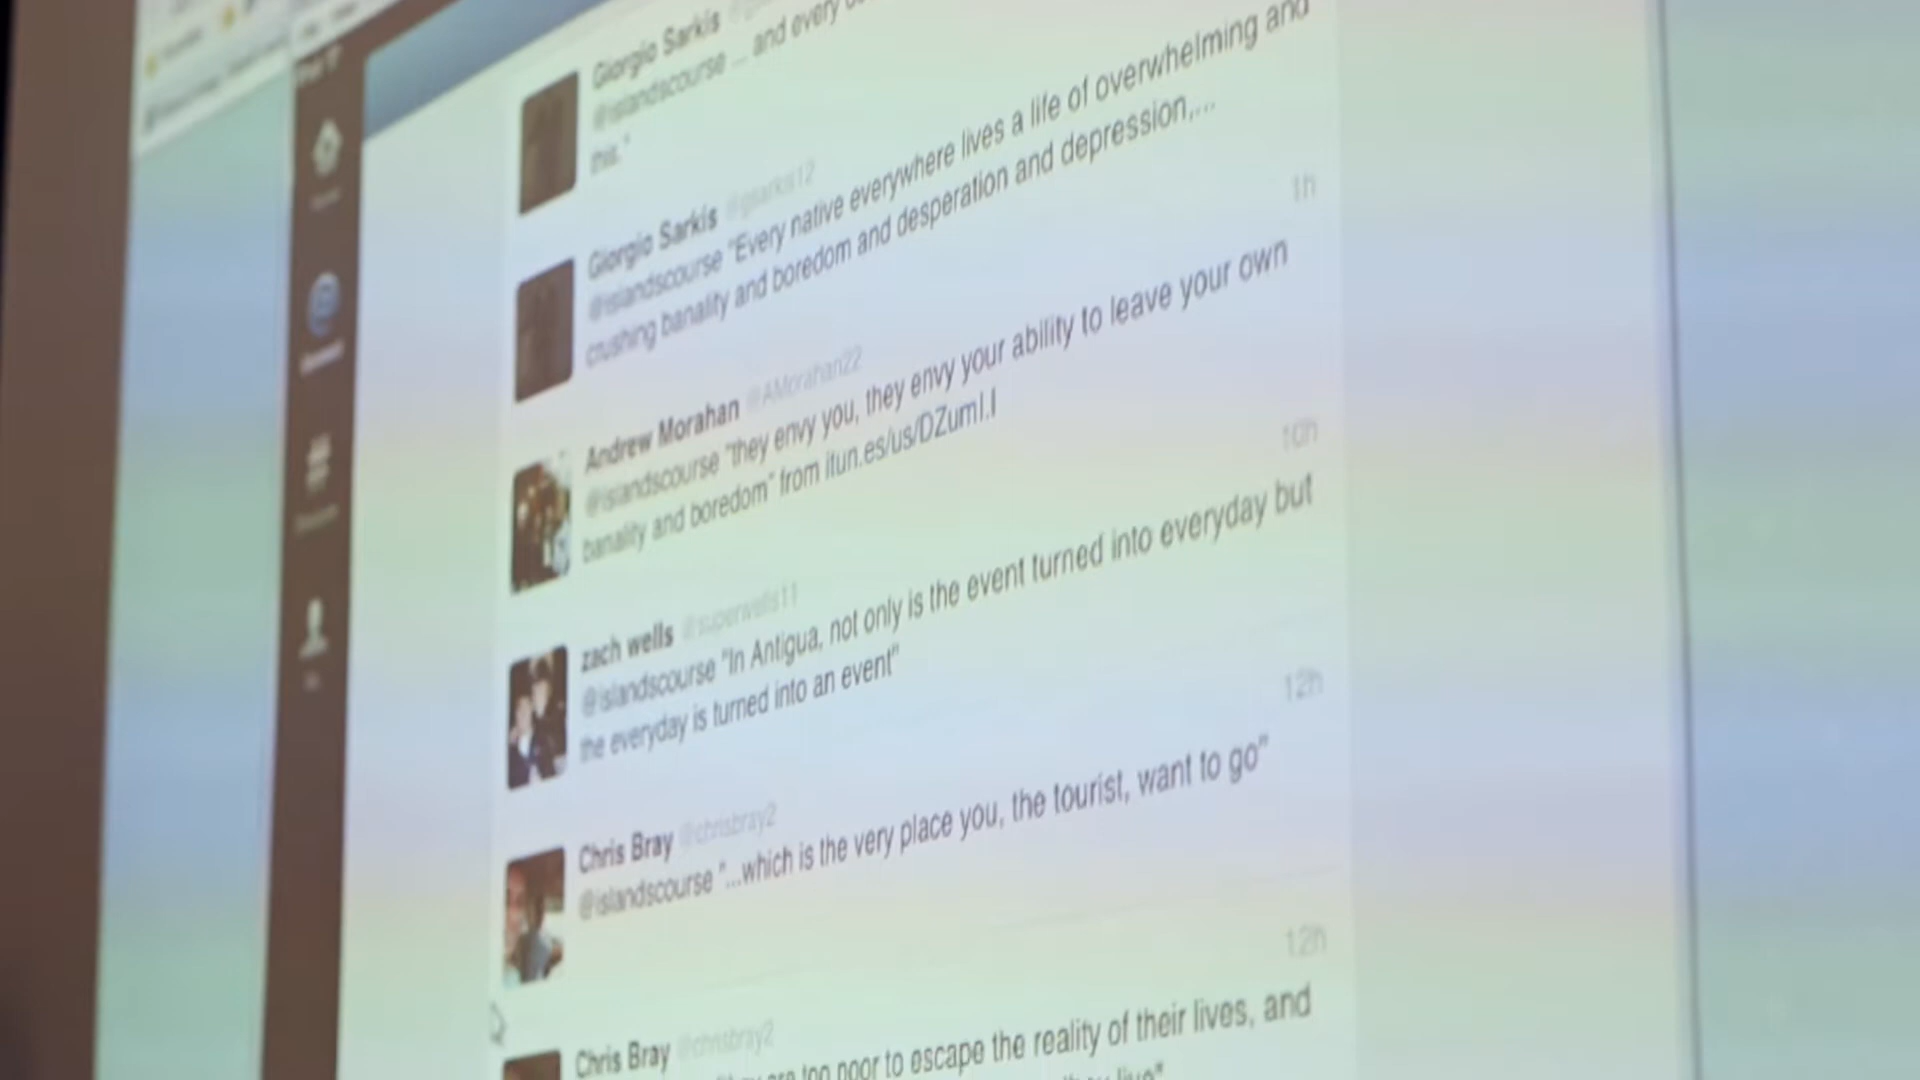 Giorgio Sarkis
@islandscourse ... and every
this."
Giorgio Sarkis @gsarkis12
@islandscourse "Every native everywhere lives a life of overwhelming and
crushing banality and boredom and desperation and depression,...
1h
Andrew Morahan @AMorahan22
@islandscourse "they envy you, they envy your ability to leave your own
banality and boredom" from itun.es/us/DZumI.l
10h
zach wells @superwells11
@islandscourse "In Antigua, not only is the event turned into everyday but
the everyday is turned into an event"
12h
Chris Bray @chrisbray2
@islandscourse "...which is the very place you, the tourist, want to go"
12h
Chris Bray @chrisbray2
too poor to escape the reality of their lives, and
live"